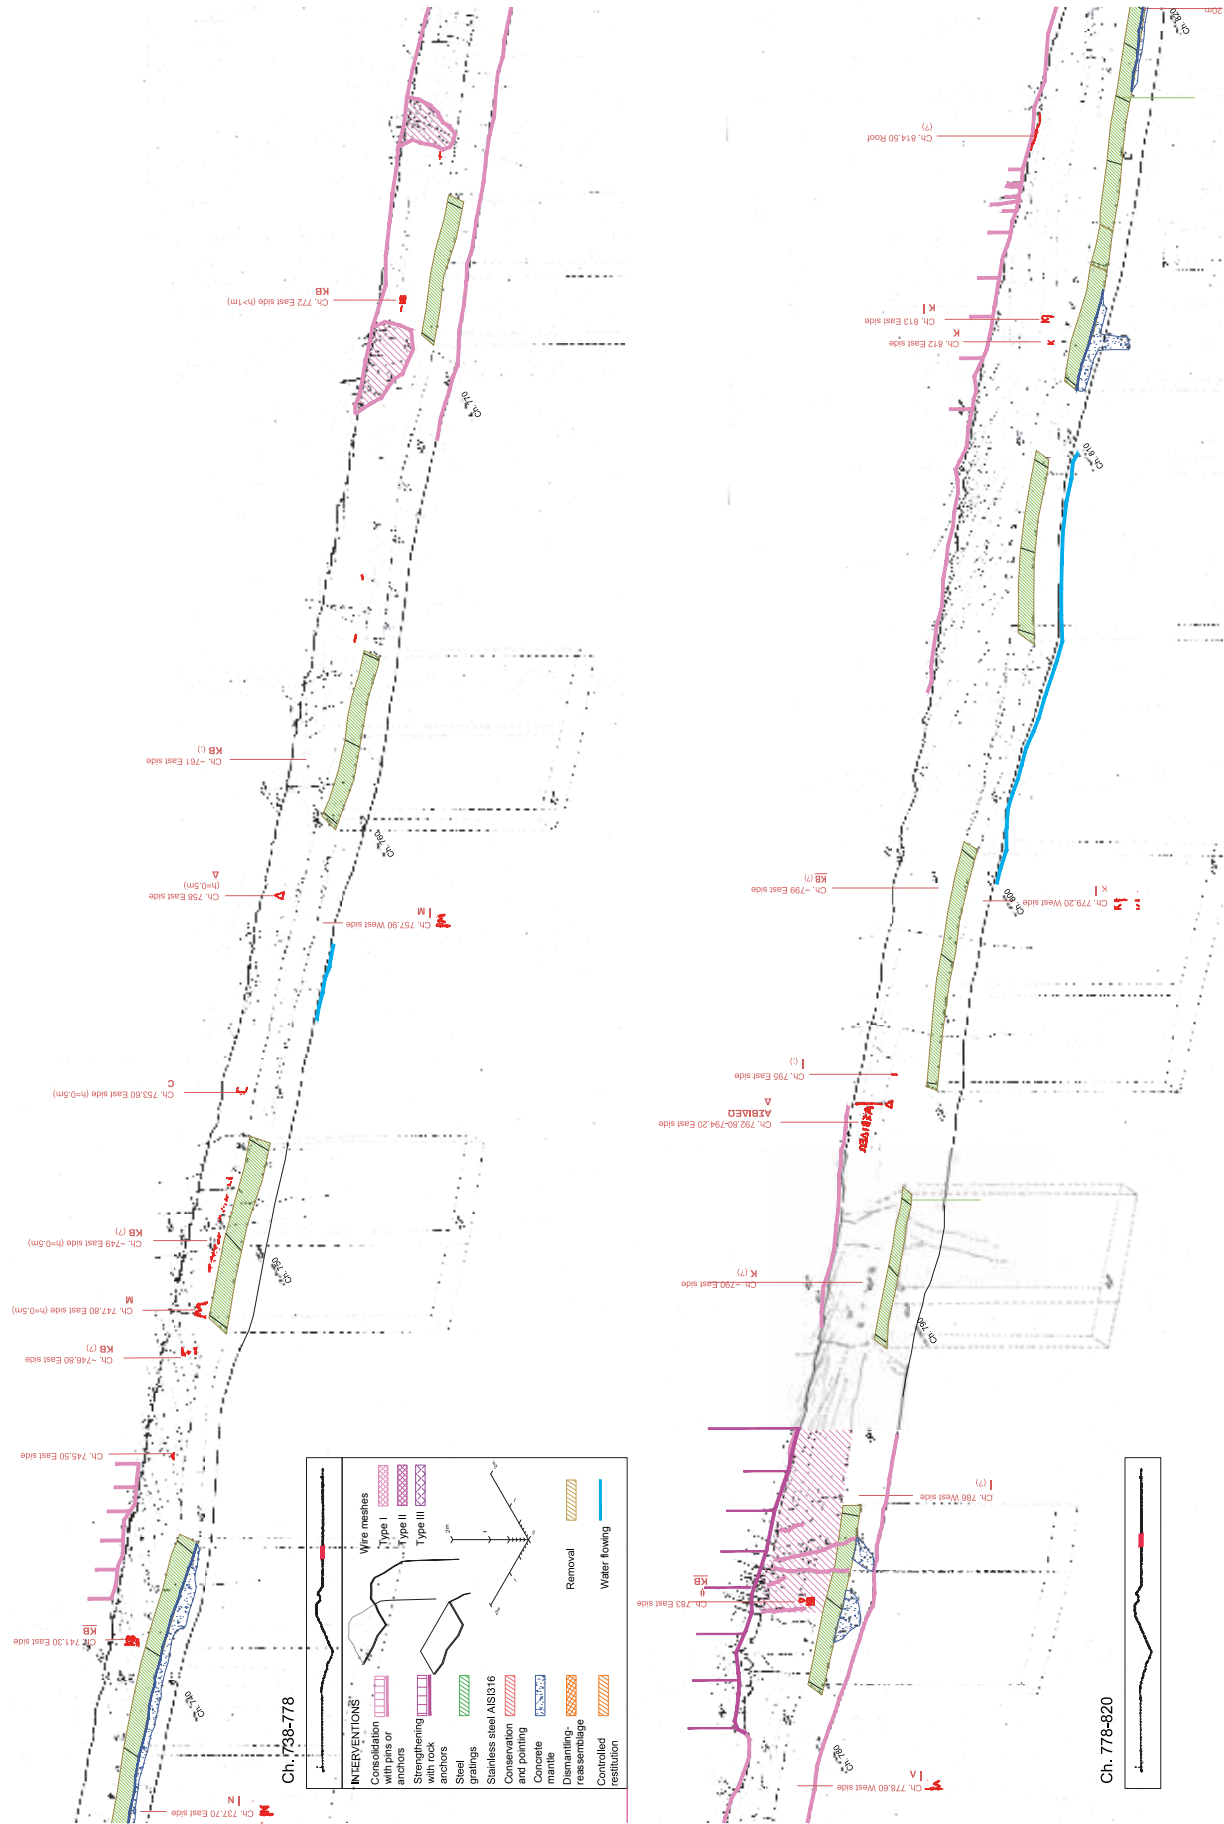 20m
Ch. 820
Ch. 814.50 Roof
(?)
Ch. 813 East side
K I
Ch. 812 East side
K
Ch. 772 East side (h>1m)
KB
Ch. 770
Ch. 810
Ch. ~761 East side
KB (;)
Ch. 760
Ch. 758 East side
(h=0.5m)
Δ
Ch. 757.90 West side
I M
Ch. ~799 East side
KB (?)
Ch. 800
Ch. 779.20 West side
I K
Ch. 753.60 East side (h=0.5m)
C
Ch. 795 East side
I (;)
Ch. 792.80-794.20 East side
ΑΣΒΙΔΕΩ
Δ
Ch. ~749 East side (h=0.5m)
KB (?)
Ch. 750
Ch. 747.80 East side (h=0.5m)
M
Ch. ~746.80 East side
KB (?)
Ch. ~790 East side
K (?)
Ch. 790
Ch. 745.50 East side
Ch. 786 West side
I (?)
Ch. 783 East side
KB
Ch. 741.30 East side
KB
Ch. 740
Ch. 737.70 East side
I N
Ch. 780
Ch. 778.60 West side
I Λ
Ch. 738-778
INTERVENTIONS
Consolidation
with pins or
anchors
Strengthening
with rock
anchors
Steel
gratings
Stainless steel AISI316
Conservation
and pointing
Concrete
mantle
Dismantling-
reassemblage
Controlled
restitution
Wire meshes
Type I
Type II
Type III
2m
1
0
Removal
Water flowing
Ch. 778-820